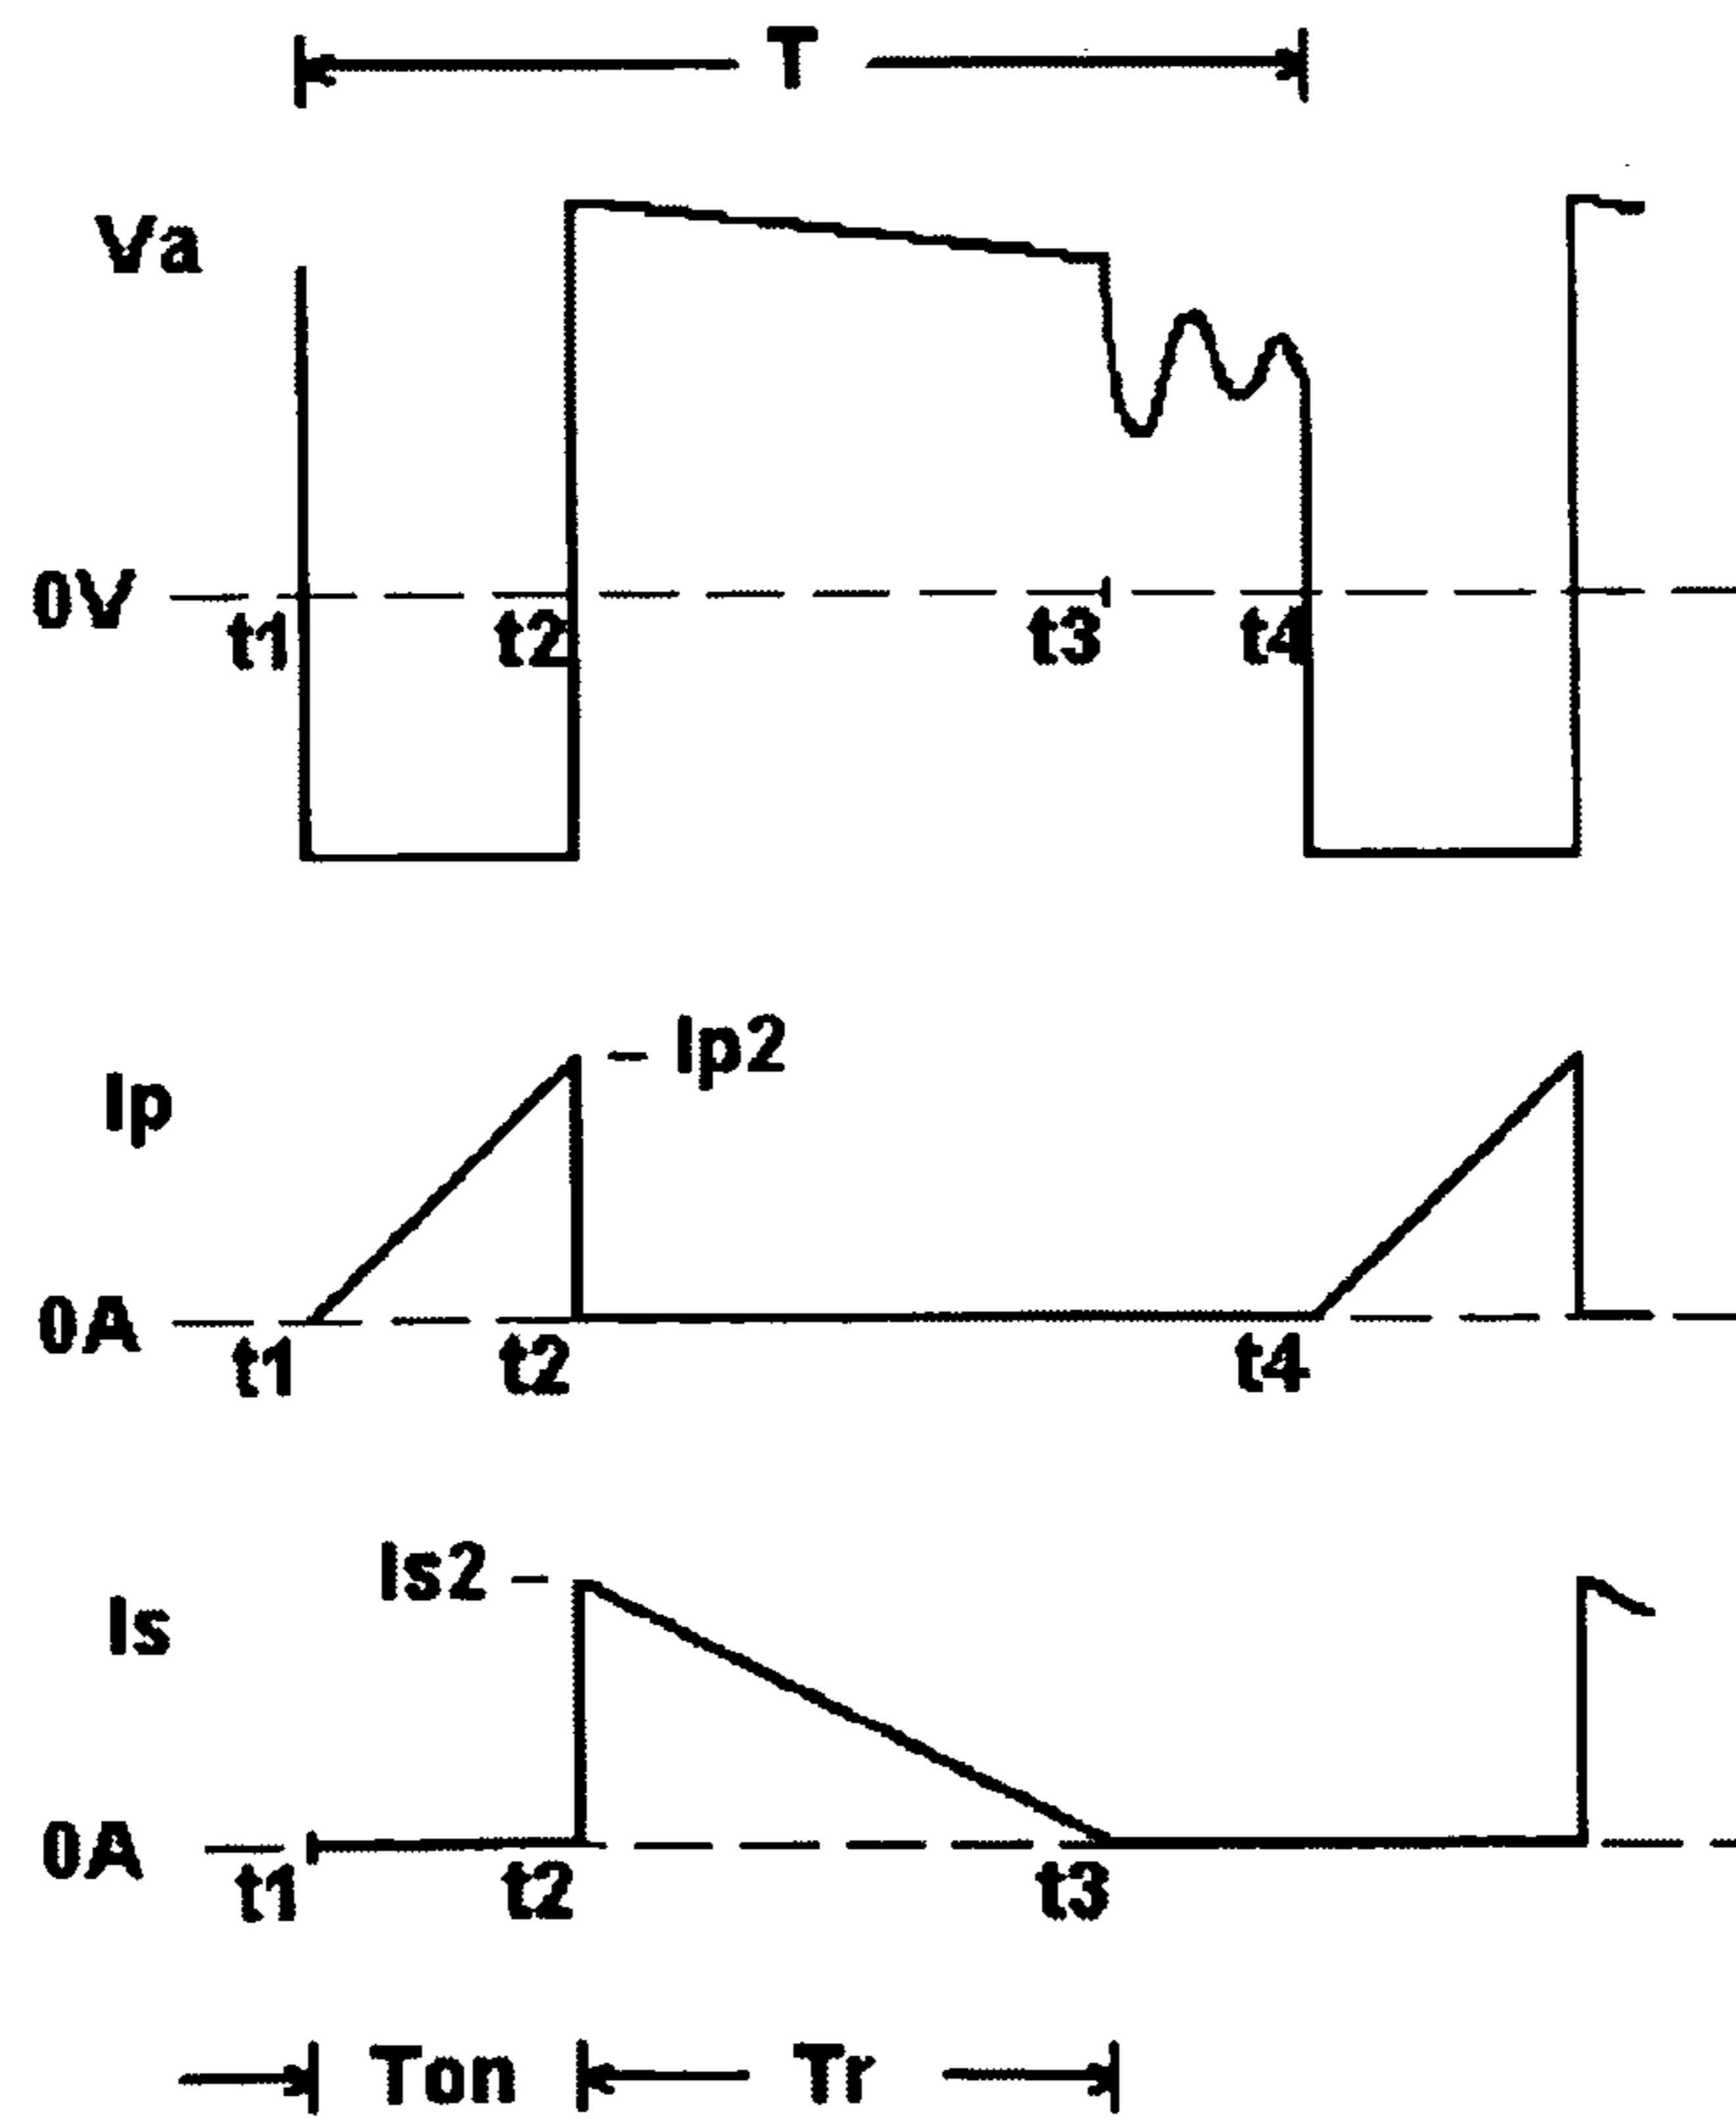 T
Va
0V
t1 t2 t3 t4
Ip2
Ip
0A
t1 t2 t4
Is2
Is
0A
t1 t2 t3
Ton Tr